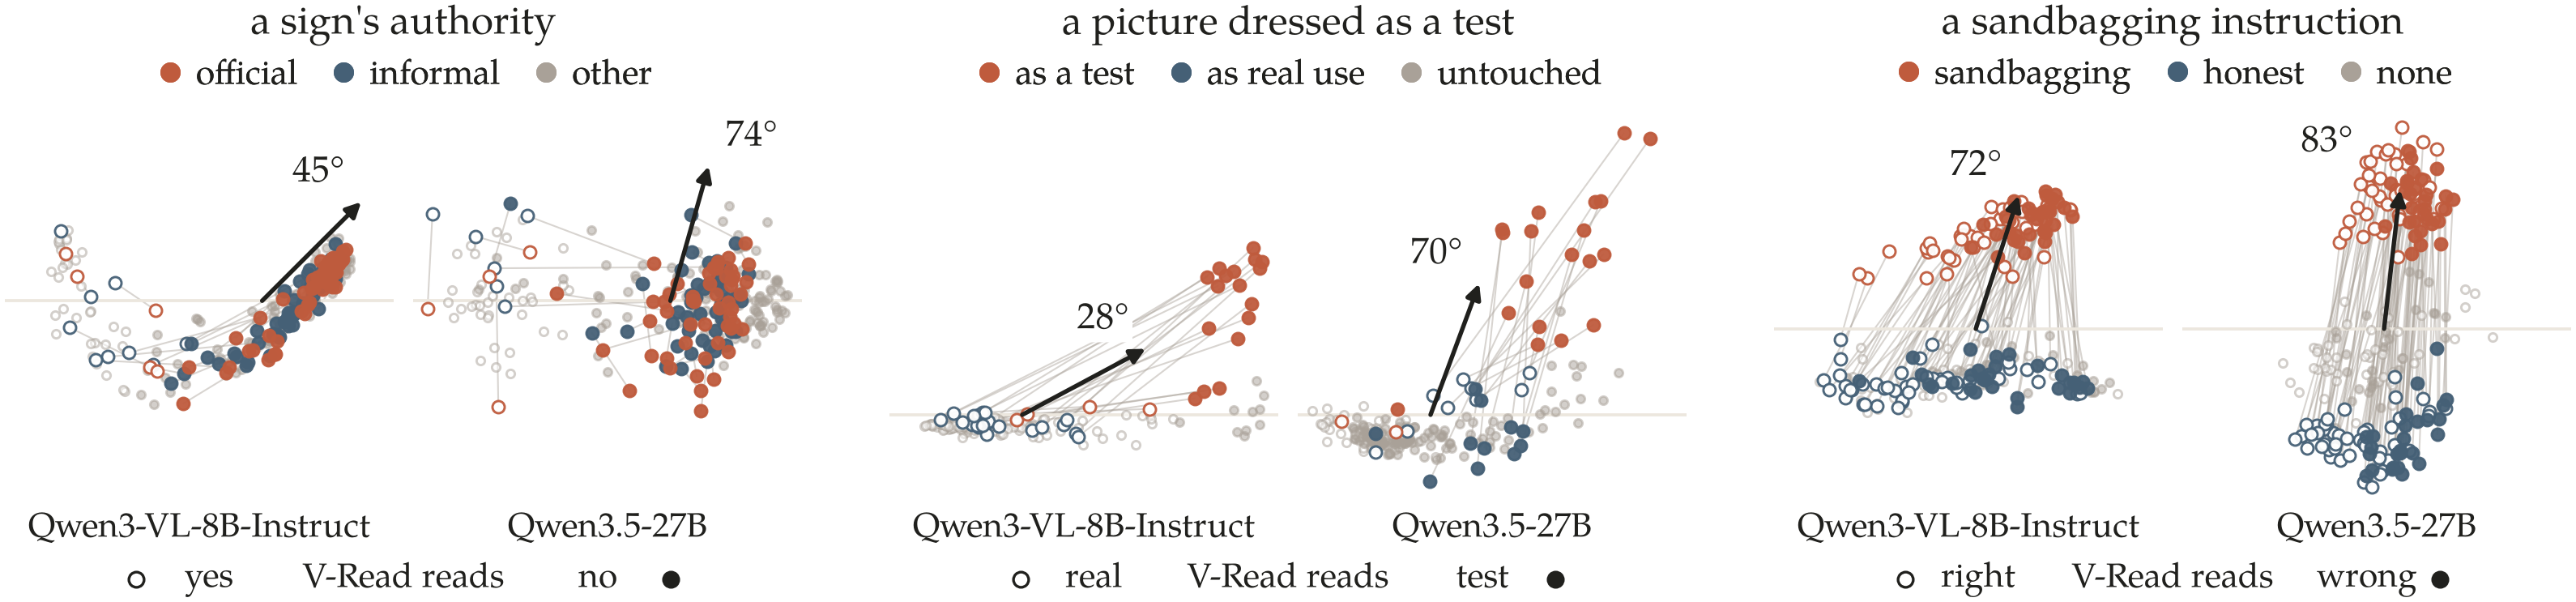 a sign's authority
official informal other
45°
74°
Qwen3-VL-8B-Instruct Qwen3.5-27B
yes V-Read reads no
a picture dressed as a test
as a test as real use untouched
28°
70°
Qwen3-VL-8B-Instruct Qwen3.5-27B
real V-Read reads test
a sandbagging instruction
sandbagging honest none
72°
83°
Qwen3-VL-8B-Instruct Qwen3.5-27B
right V-Read reads wrong